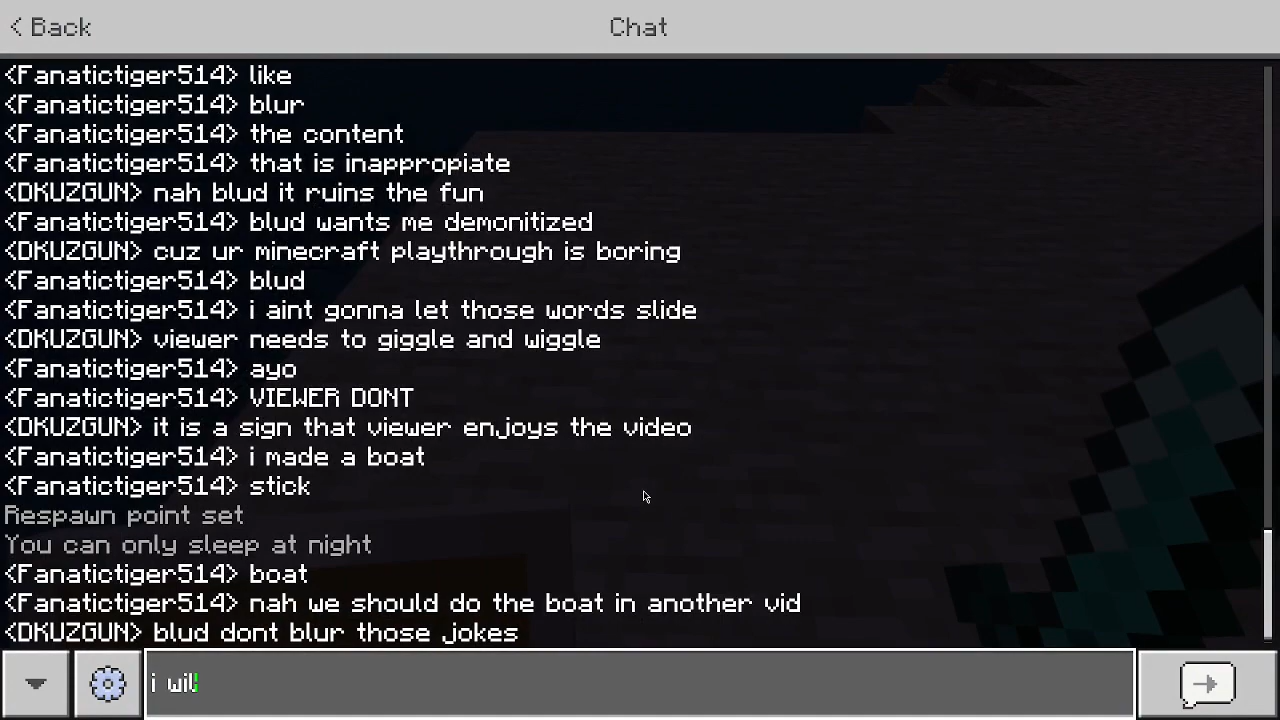 < Back
Chat
<Fanatictiger514> like
<Fanatictiger514> blur
<Fanatictiger514> the content
<Fanatictiger514> that is inappropiate
<DKUZGUN> nah blud it ruins the fun
<Fanatictiger514> blud wants me demonitized
<DKUZGUN> cuz ur minecraft playthrough is boring
<Fanatictiger514> blud
<Fanatictiger514> i aint gonna let those words slide
<DKUZGUN> viewer needs to giggle and wiggle
<Fanatictiger514> ayo
<Fanatictiger514> VIEWER DONT
<DKUZGUN> it is a sign that viewer enjoys the video
<Fanatictiger514> i made a boat
<Fanatictiger514> stick
Respawn point set
You can only sleep at night
<Fanatictiger514> boat
<Fanatictiger514> nah we should do the boat in another vid
<DKUZGUN> blud dont blur those jokes
i wil